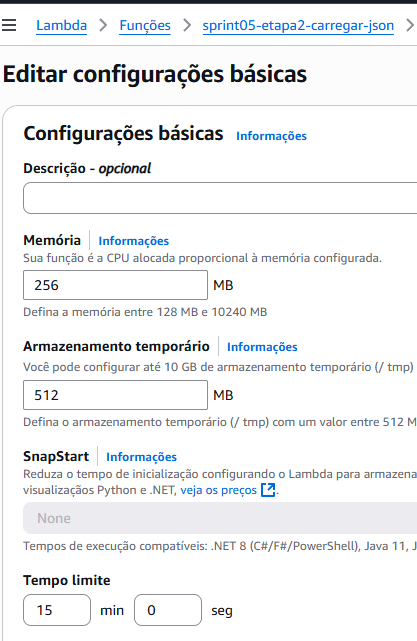 Lambda > Funções > sprint05-etapa2-carregar-json >
Editar configurações básicas
Configurações básicas Informações
Descrição - opcional
Memória Informações
Sua função é a CPU alocada proporcional à memória configurada.
256 MB
Defina a memória entre 128 MB e 10240 MB
Armazenamento temporário Informações
Você pode configurar até 10 GB de armazenamento temporário (/ tmp)
512 MB
Defina o armazenamento temporário (/ tmp) com um valor entre 512 M
SnapStart Informações
Reduza o tempo de inicialização configurando o Lambda para armazena
visualizaçãos Python e .NET, veja os preços.
None
Tempos de execução compatíveis: .NET 8 (C#/F#/PowerShell), Java 11, J
Tempo limite
15 min 0 seg